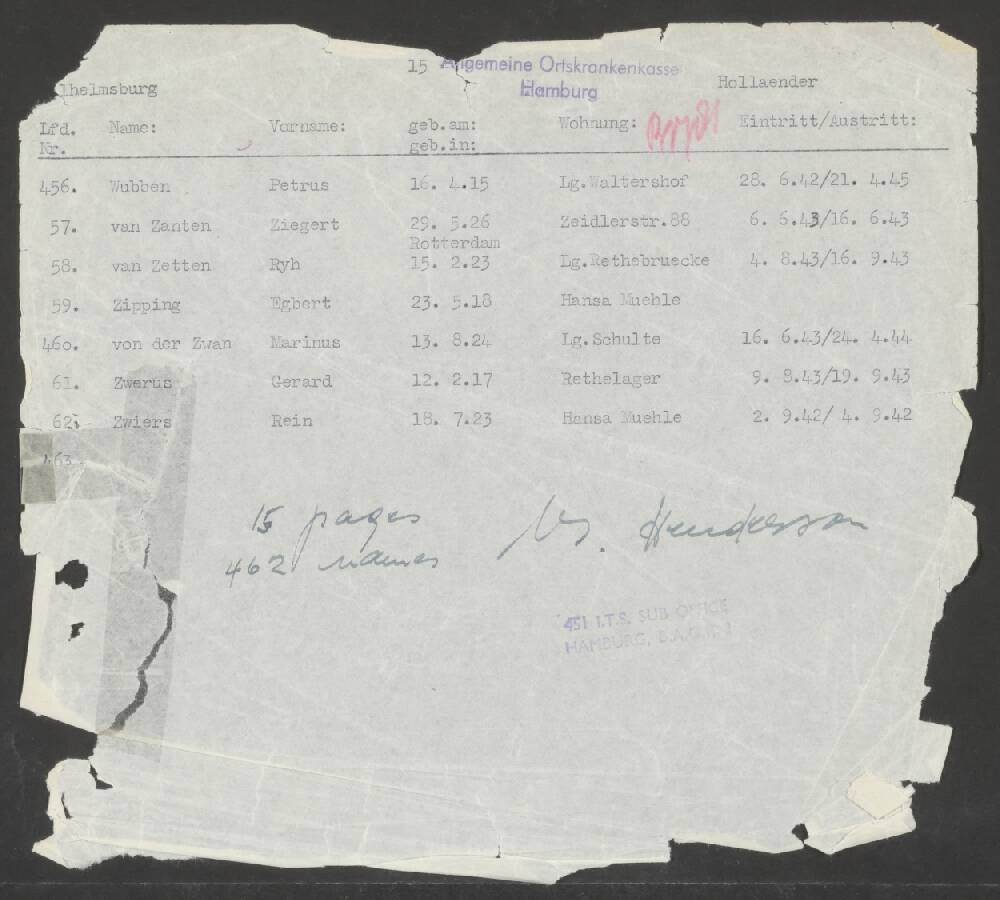 15 Allgemeine Ortskrankenkasse Hollaender
lhelmsburg Hamburg
Lfd. Name: Vorname: geb.am: Wohnung: Eintritt/Austritt:
Nr. geb.in:
456. Wubben Petrus 16. 4.15 Lg.Waltershof 28. 6.42/21. 4.45
57. van Zanten Ziegert 29. 5.26 Zeidlerstr.88 6. 6.43/16. 6.43
Rotterdam
58. van Zetten Ryh 15. 2.23 Lg.Rethebruecke 4. 8.43/16. 9.43
59. Zipping Egbert 23. 5.18 Hansa Muehle
46o. von der Zwan Marinus 13. 8.24 Lg.Schulte 16. 6.43/24. 4.44
61. Zwerus Gerard 12. 2.17 Rethelager 9. 8.43/19. 9.43
62. Zwiers Rein 18. 7.23 Hansa Muehle 2. 9.42/ 4. 9.42
463.
15 pages
462 names Henderson
451 I.T.S. SUB OFFICE
HAMBURG, B.A.O.R. 1